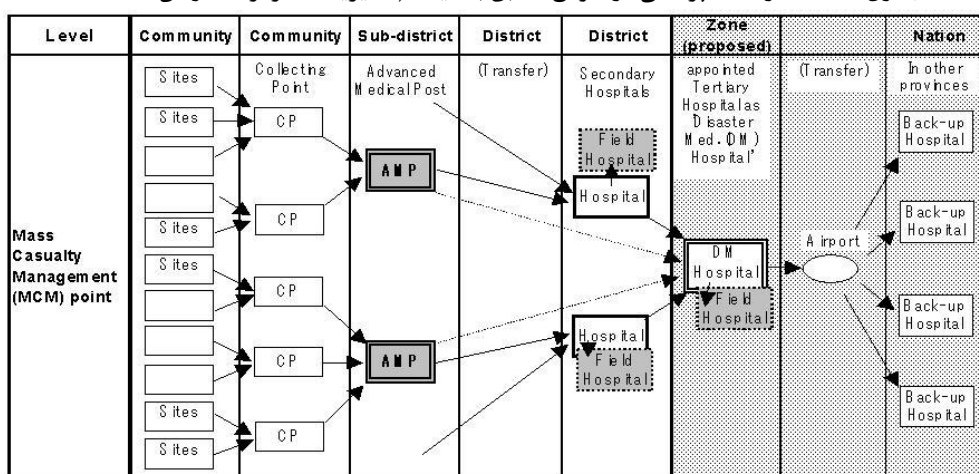 Level
Community
Community
Sub-district
District
District
Zone
(proposed)
Nation
Mass
Casualty
Management
(MCM) point
Sites
Sites
Sites
Sites
Sites
Sites
Collecting
Point
CP
CP
CP
CP
CP
Advanced
Medical Post
AMP
AMP
(Transfer)
Secondary
Hospitals
Field
Hospital
Hospital
Hospital
Field
Hospital
appointed
Tertiary
Hospital as
Disaster
Med. (DM)
Hospital'
DM
Hospital
Field
Hospital
(Transfer)
Airport
In other
provinces
Back-up
Hospital
Back-up
Hospital
Back-up
Hospital
Back-up
Hospital